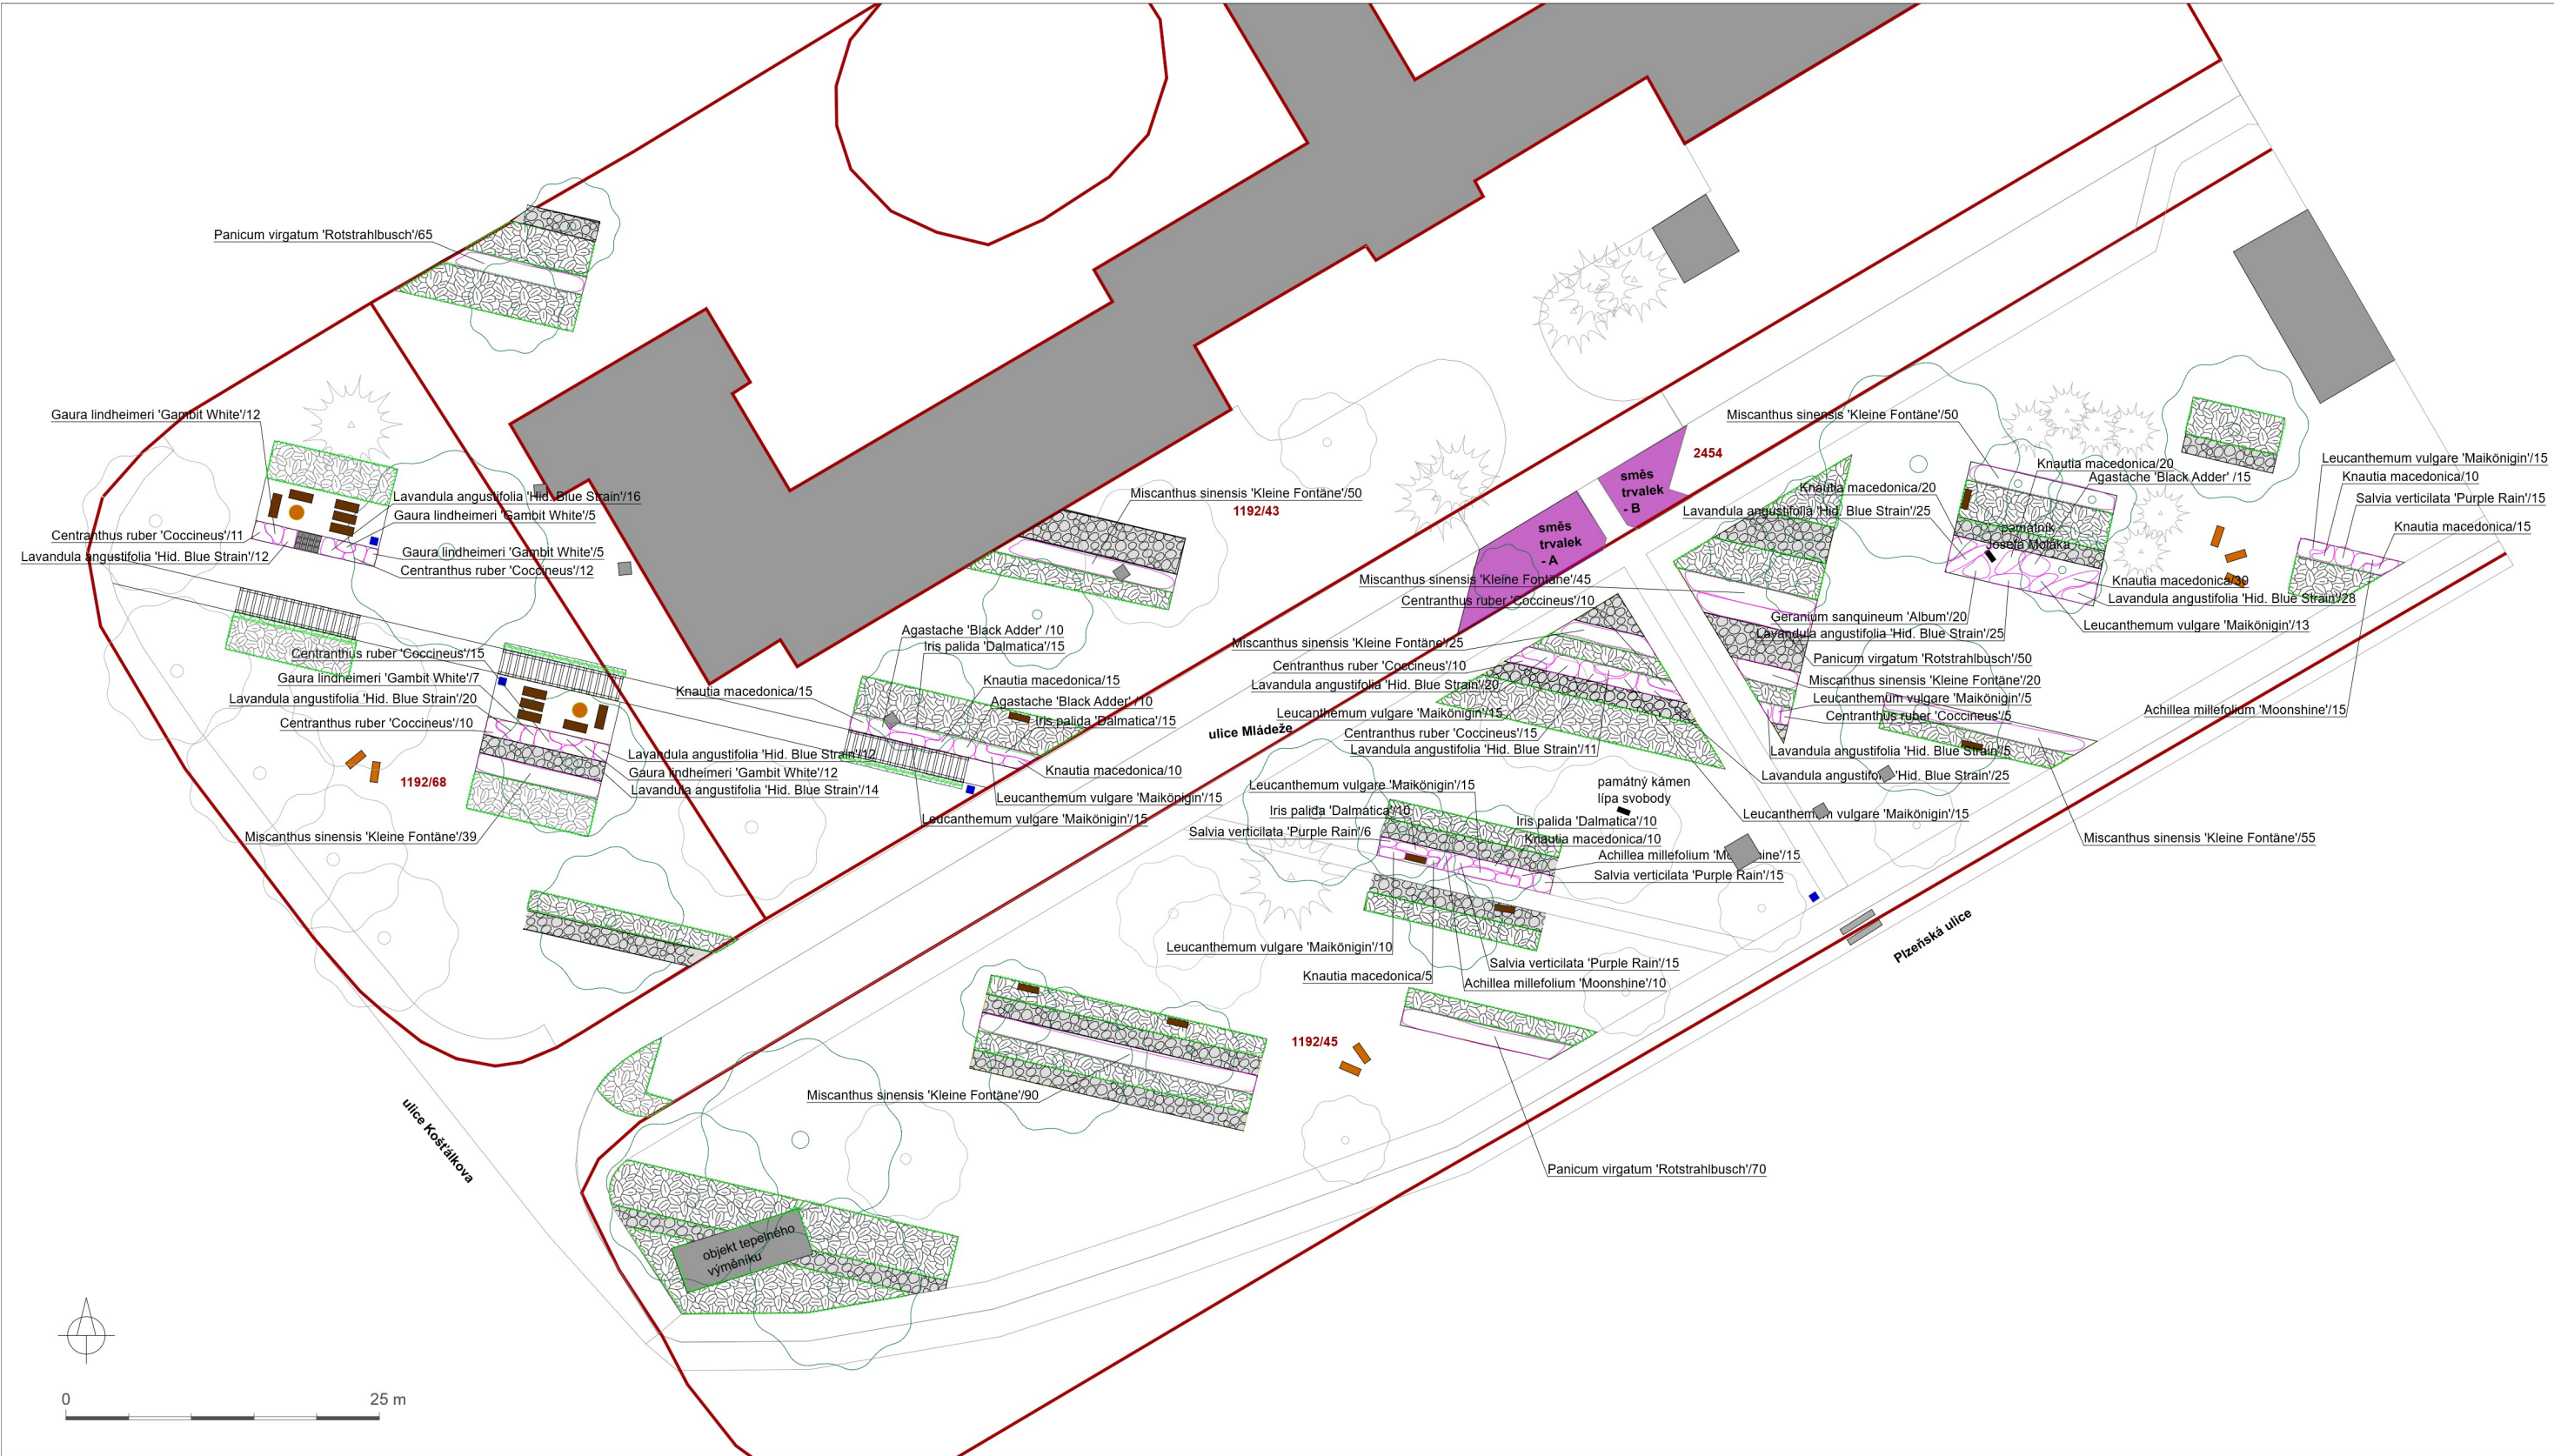 Panicum virgatum 'Rotstrahlbusch'/65
Gaura lindheimeri 'Gambit White'/12
Lavandula angustifolia 'Hid. Blue Strain'/16
Gaura lindheimeri 'Gambit White'/5
Centranthus ruber 'Coccineus'/11
Lavandula angustifolia 'Hid. Blue Strain'/12
Gaura lindheimeri 'Gambit White'/5
Centranthus ruber 'Coccineus'/12
Centranthus ruber 'Coccineus'/15
Gaura lindheimeri 'Gambit White'/7
Lavandula angustifolia 'Hid. Blue Strain'/20
Centranthus ruber 'Coccineus'/10
1192/68
Lavandula angustifolia 'Hid. Blue Strain'/12
Gaura lindheimeri 'Gambit White'/12
Lavandula angustifolia 'Hid. Blue Strain'/14
Miscanthus sinensis 'Kleine Fontäne'/39
Miscanthus sinensis 'Kleine Fontäne'/50
1192/43
Agastache 'Black Adder' /10
Iris palida 'Dalmatica'/15
Knautia macedonica/15
Knautia macedonica/15
Agastache 'Black Adder' /10
Iris palida 'Dalmatica'/15
Knautia macedonica/10
Leucanthemum vulgare 'Maikönigin'/15
Leucanthemum vulgare 'Maikönigin'/15
ulice Mládeže
směs
trvalek
- A
směs
trvalek
- B
2454
Miscanthus sinensis 'Kleine Fontäne'/45
Centranthus ruber 'Coccineus'/10
Miscanthus sinensis 'Kleine Fontäne'/25
Centranthus ruber 'Coccineus'/10
Lavandula angustifolia 'Hid. Blue Strain'/20
Leucanthemum vulgare 'Maikönigin'/15
Centranthus ruber 'Coccineus'/15
Lavandula angustifolia 'Hid. Blue Strain'/11
Miscanthus sinensis 'Kleine Fontäne'/50
Knautia macedonica/20
Agastache 'Black Adder' /15
Knautia macedonica/20
Lavandula angustifolia 'Hid. Blue Strain'/25
památník
Josefa Moláka
Leucanthemum vulgare 'Maikönigin'/15
Knautia macedonica/10
Salvia verticilata 'Purple Rain'/15
Knautia macedonica/15
Knautia macedonica/30
Lavandula angustifolia 'Hid. Blue Strain'/28
Geranium sanquineum 'Album'/20
Lavandula angustifolia 'Hid. Blue Strain'/25
Leucanthemum vulgare 'Maikönigin'/13
Panicum virgatum 'Rotstrahlbusch'/50
Miscanthus sinensis 'Kleine Fontäne'/20
Leucanthemum vulgare 'Maikönigin'/5
Centranthus ruber 'Coccineus'/5
Achillea millefolium 'Moonshine'/15
Lavandula angustifolia 'Hid. Blue Strain'/5
Lavandula angustifolia 'Hid. Blue Strain'/25
Leucanthemum vulgare 'Maikönigin'/15
Miscanthus sinensis 'Kleine Fontäne'/55
památný kámen
lípa svobody
Leucanthemum vulgare 'Maikönigin'/15
Iris palida 'Dalmatica'/10
Salvia verticilata 'Purple Rain'/6
Iris palida 'Dalmatica'/10
Knautia macedonica/10
Achillea millefolium 'Moonshine'/15
Salvia verticilata 'Purple Rain'/15
Leucanthemum vulgare 'Maikönigin'/10
Knautia macedonica/5
Salvia verticilata 'Purple Rain'/15
Achillea millefolium 'Moonshine'/10
Plzeňská ulice
1192/45
Miscanthus sinensis 'Kleine Fontäne'/90
Panicum virgatum 'Rotstrahlbusch'/70
ulice Košťálkova
objekt tepelného
výměníku
0 25 m